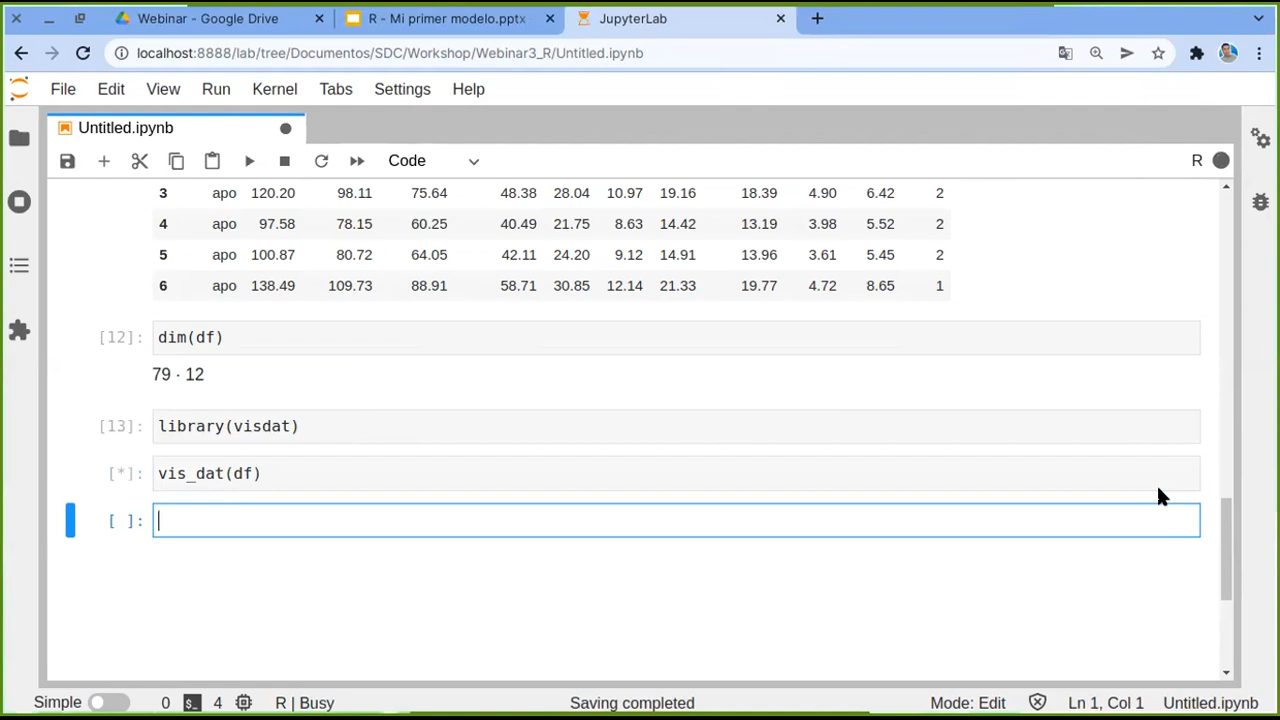 Webinar - Google Drive
R - Mi primer modelo.pptx
JupyterLab
localhost:8888/lab/tree/Documentos/SDC/Workshop/Webinar3_R/Untitled.ipynb
File Edit View Run Kernel Tabs Settings Help
Untitled.ipynb
Code R
3 apo 120.20 98.11 75.64 48.38 28.04 10.97 19.16 18.39 4.90 6.42 2
4 apo 97.58 78.15 60.25 40.49 21.75 8.63 14.42 13.19 3.98 5.52 2
5 apo 100.87 80.72 64.05 42.11 24.20 9.12 14.91 13.96 3.61 5.45 2
6 apo 138.49 109.73 88.91 58.71 30.85 12.14 21.33 19.77 4.72 8.65 1
[12]: dim(df)
79 · 12
[13]: library(visdat)
[*]: vis_dat(df)
[ ]:
Simple 0 $_ 4 R | Busy Saving completed Mode: Edit Ln 1, Col 1 Untitled.ipynb